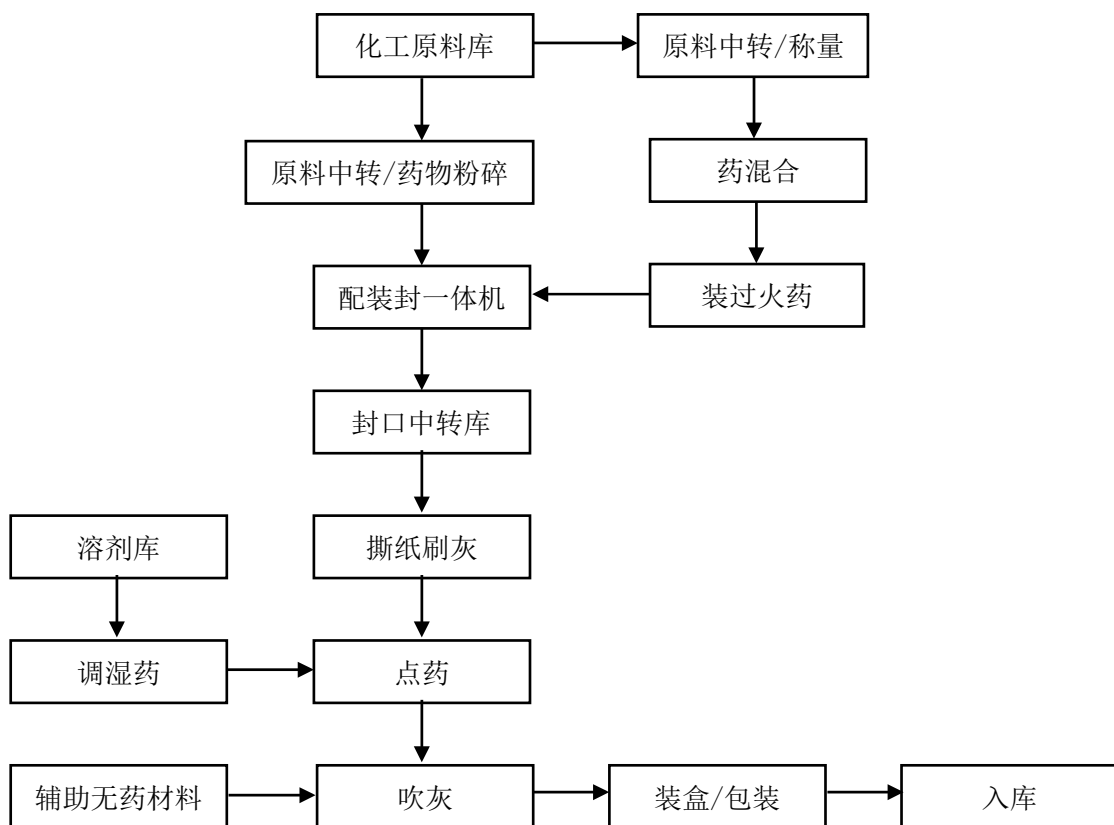 化工原料库
原料中转/称量
原料中转/药物粉碎
药混合
配装封一体机
装过火药
封口中转库
溶剂库
撕纸刷灰
调湿药
点药
辅助无药材料
吹灰
装盒/包装
入库